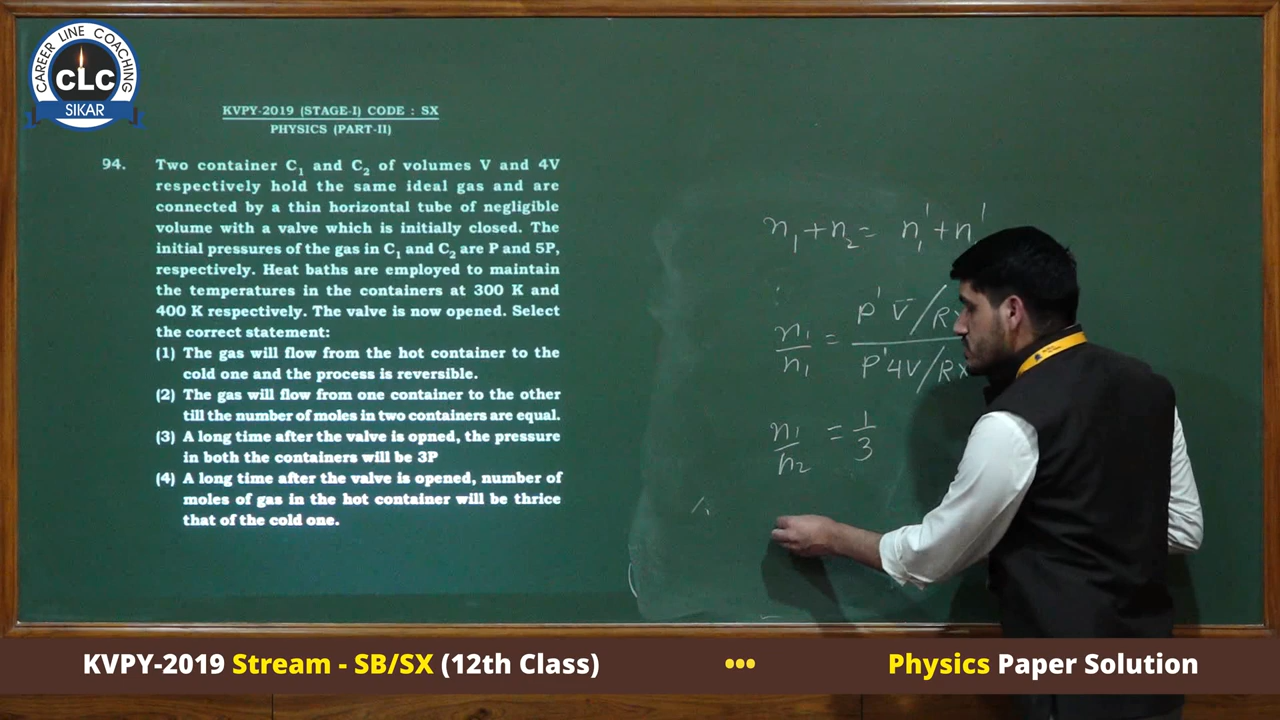 CAREER LINE COACHING
CLC
SIKAR
KVPY-2019 (STAGE-I) CODE : SX
PHYSICS (PART-II)
94. Two container C₁ and C₂ of volumes V and 4V
respectively hold the same ideal gas and are
connected by a thin horizontal tube of negligible
volume with a valve which is initially closed. The
initial pressures of the gas in C₁ and C₂ are P and 5P,
respectively. Heat baths are employed to maintain
the temperatures in the containers at 300 K and
400 K respectively. The valve is now opened. Select
the correct statement:
(1) The gas will flow from the hot container to the
cold one and the process is reversible.
(2) The gas will flow from one container to the other
till the number of moles in two containers are equal.
(3) A long time after the valve is opned, the pressure
in both the containers will be 3P
(4) A long time after the valve is opened, number of
moles of gas in the hot container will be thrice
that of the cold one.
n₁ + n₂ = n₁' + n'
n₁/n₁ = P'V/R / P'4V/R
n₁/n₂ = 1/3
KVPY-2019 Stream - SB/SX (12th Class) ••• Physics Paper Solution